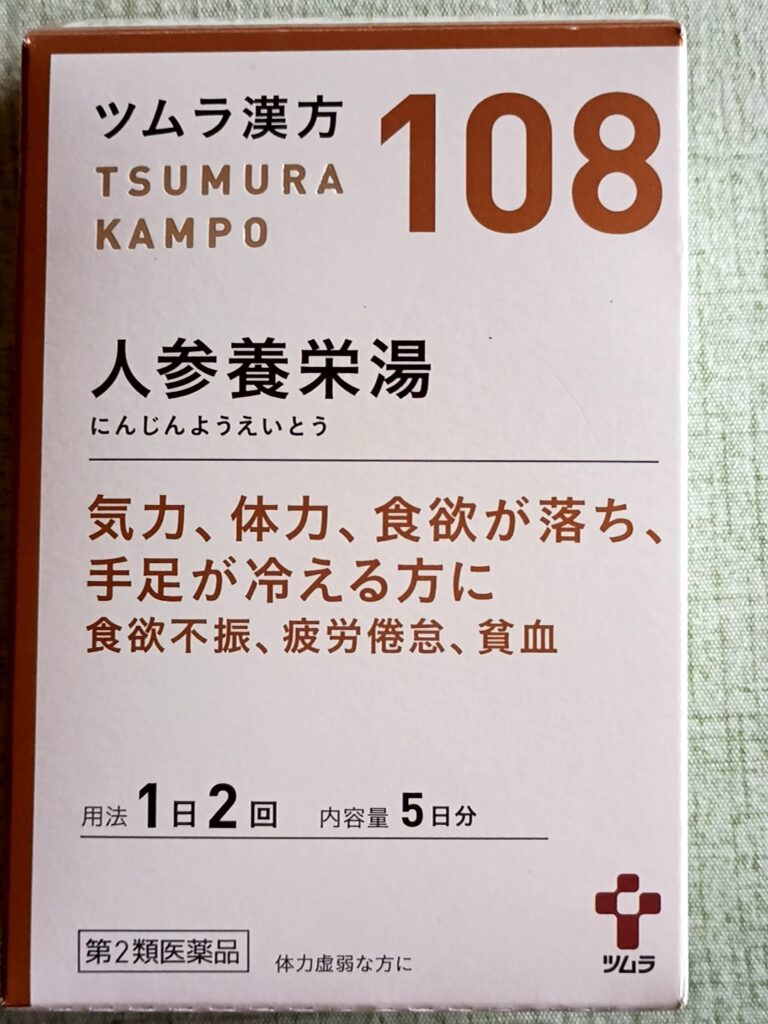 ツムラ漢方
TSUMURA
KAMPO
108
人参養栄湯
にんじんようえいとう
気力、体力、食欲が落ち、
手足が冷える方に
食欲不振、疲労倦怠、貧血
用法 1日2回 内容量 5日分
第2類医薬品 体力虚弱な方に
ツムラ